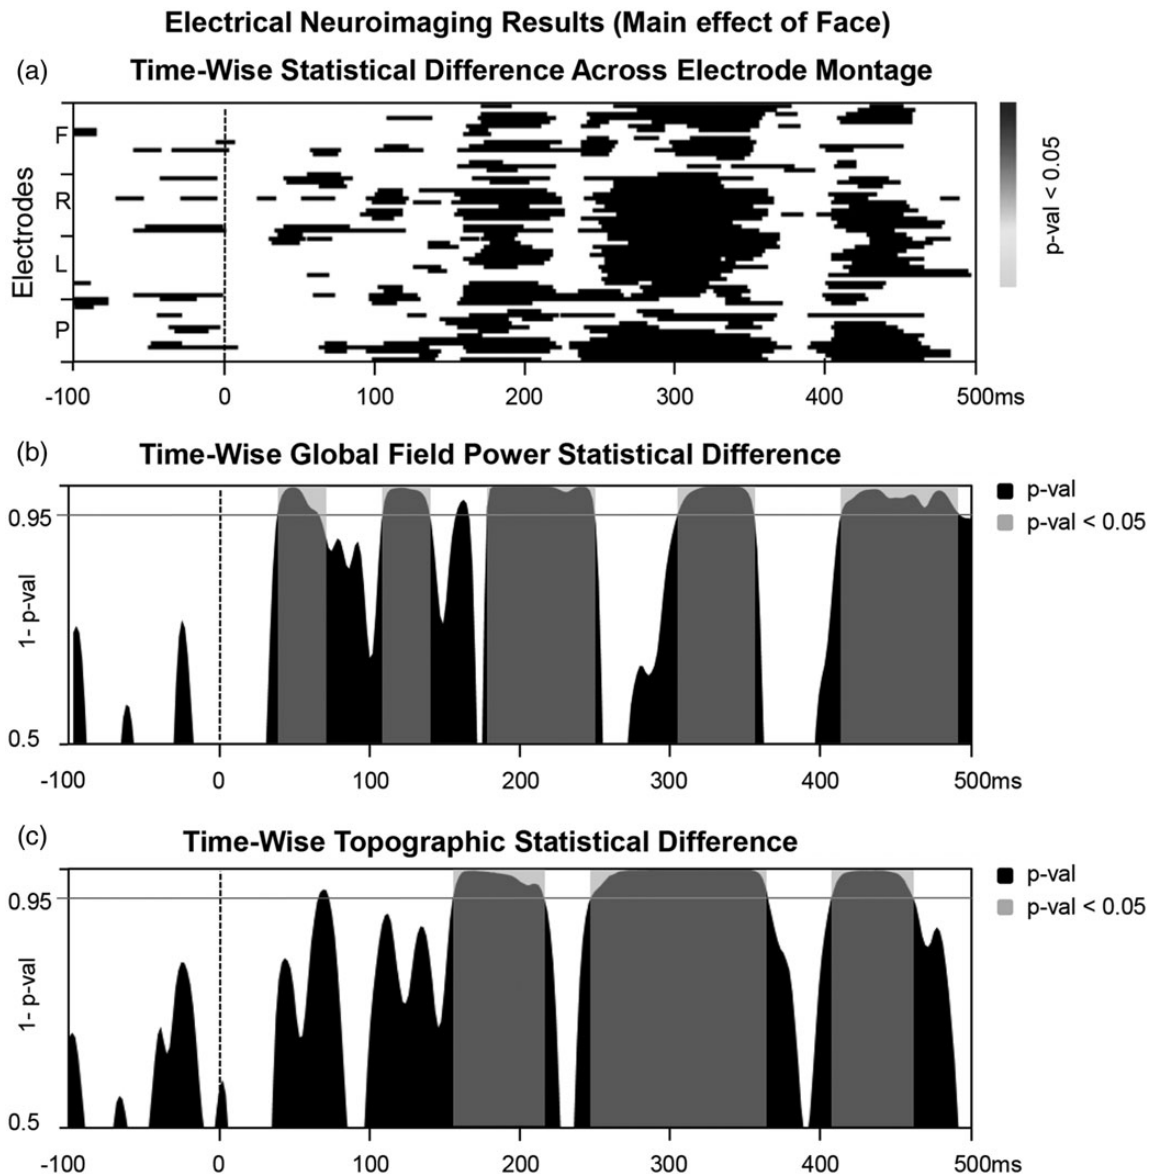 Electrical Neuroimaging Results (Main effect of Face)
(a)
Time-Wise Statistical Difference Across Electrode Montage
Electrodes
F
R
L
P
p-val < 0.05
-100 0 100 200 300 400 500ms
(b)
Time-Wise Global Field Power Statistical Difference
p-val
p-val < 0.05
0.95
1- p-val
0.5
-100 0 100 200 300 400 500ms
(c)
Time-Wise Topographic Statistical Difference
p-val
p-val < 0.05
0.95
1- p-val
0.5
-100 0 100 200 300 400 500ms